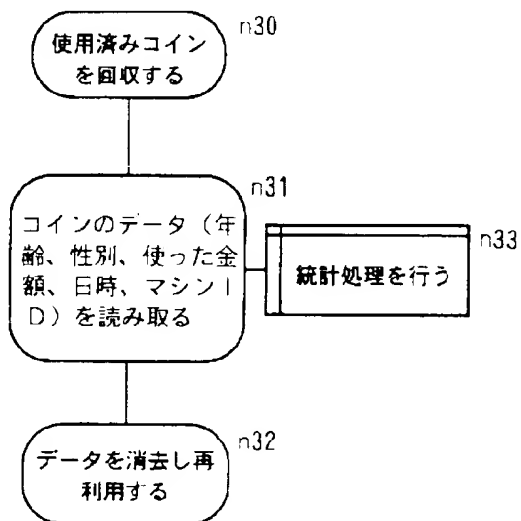 使用済みコイン
を回収する
n30
コインのデータ（年
齢、性別、使った金
額、日時、マシンI
D）を読み取る
n31
統計処理を行う
n33
データを消去し再
利用する
n32